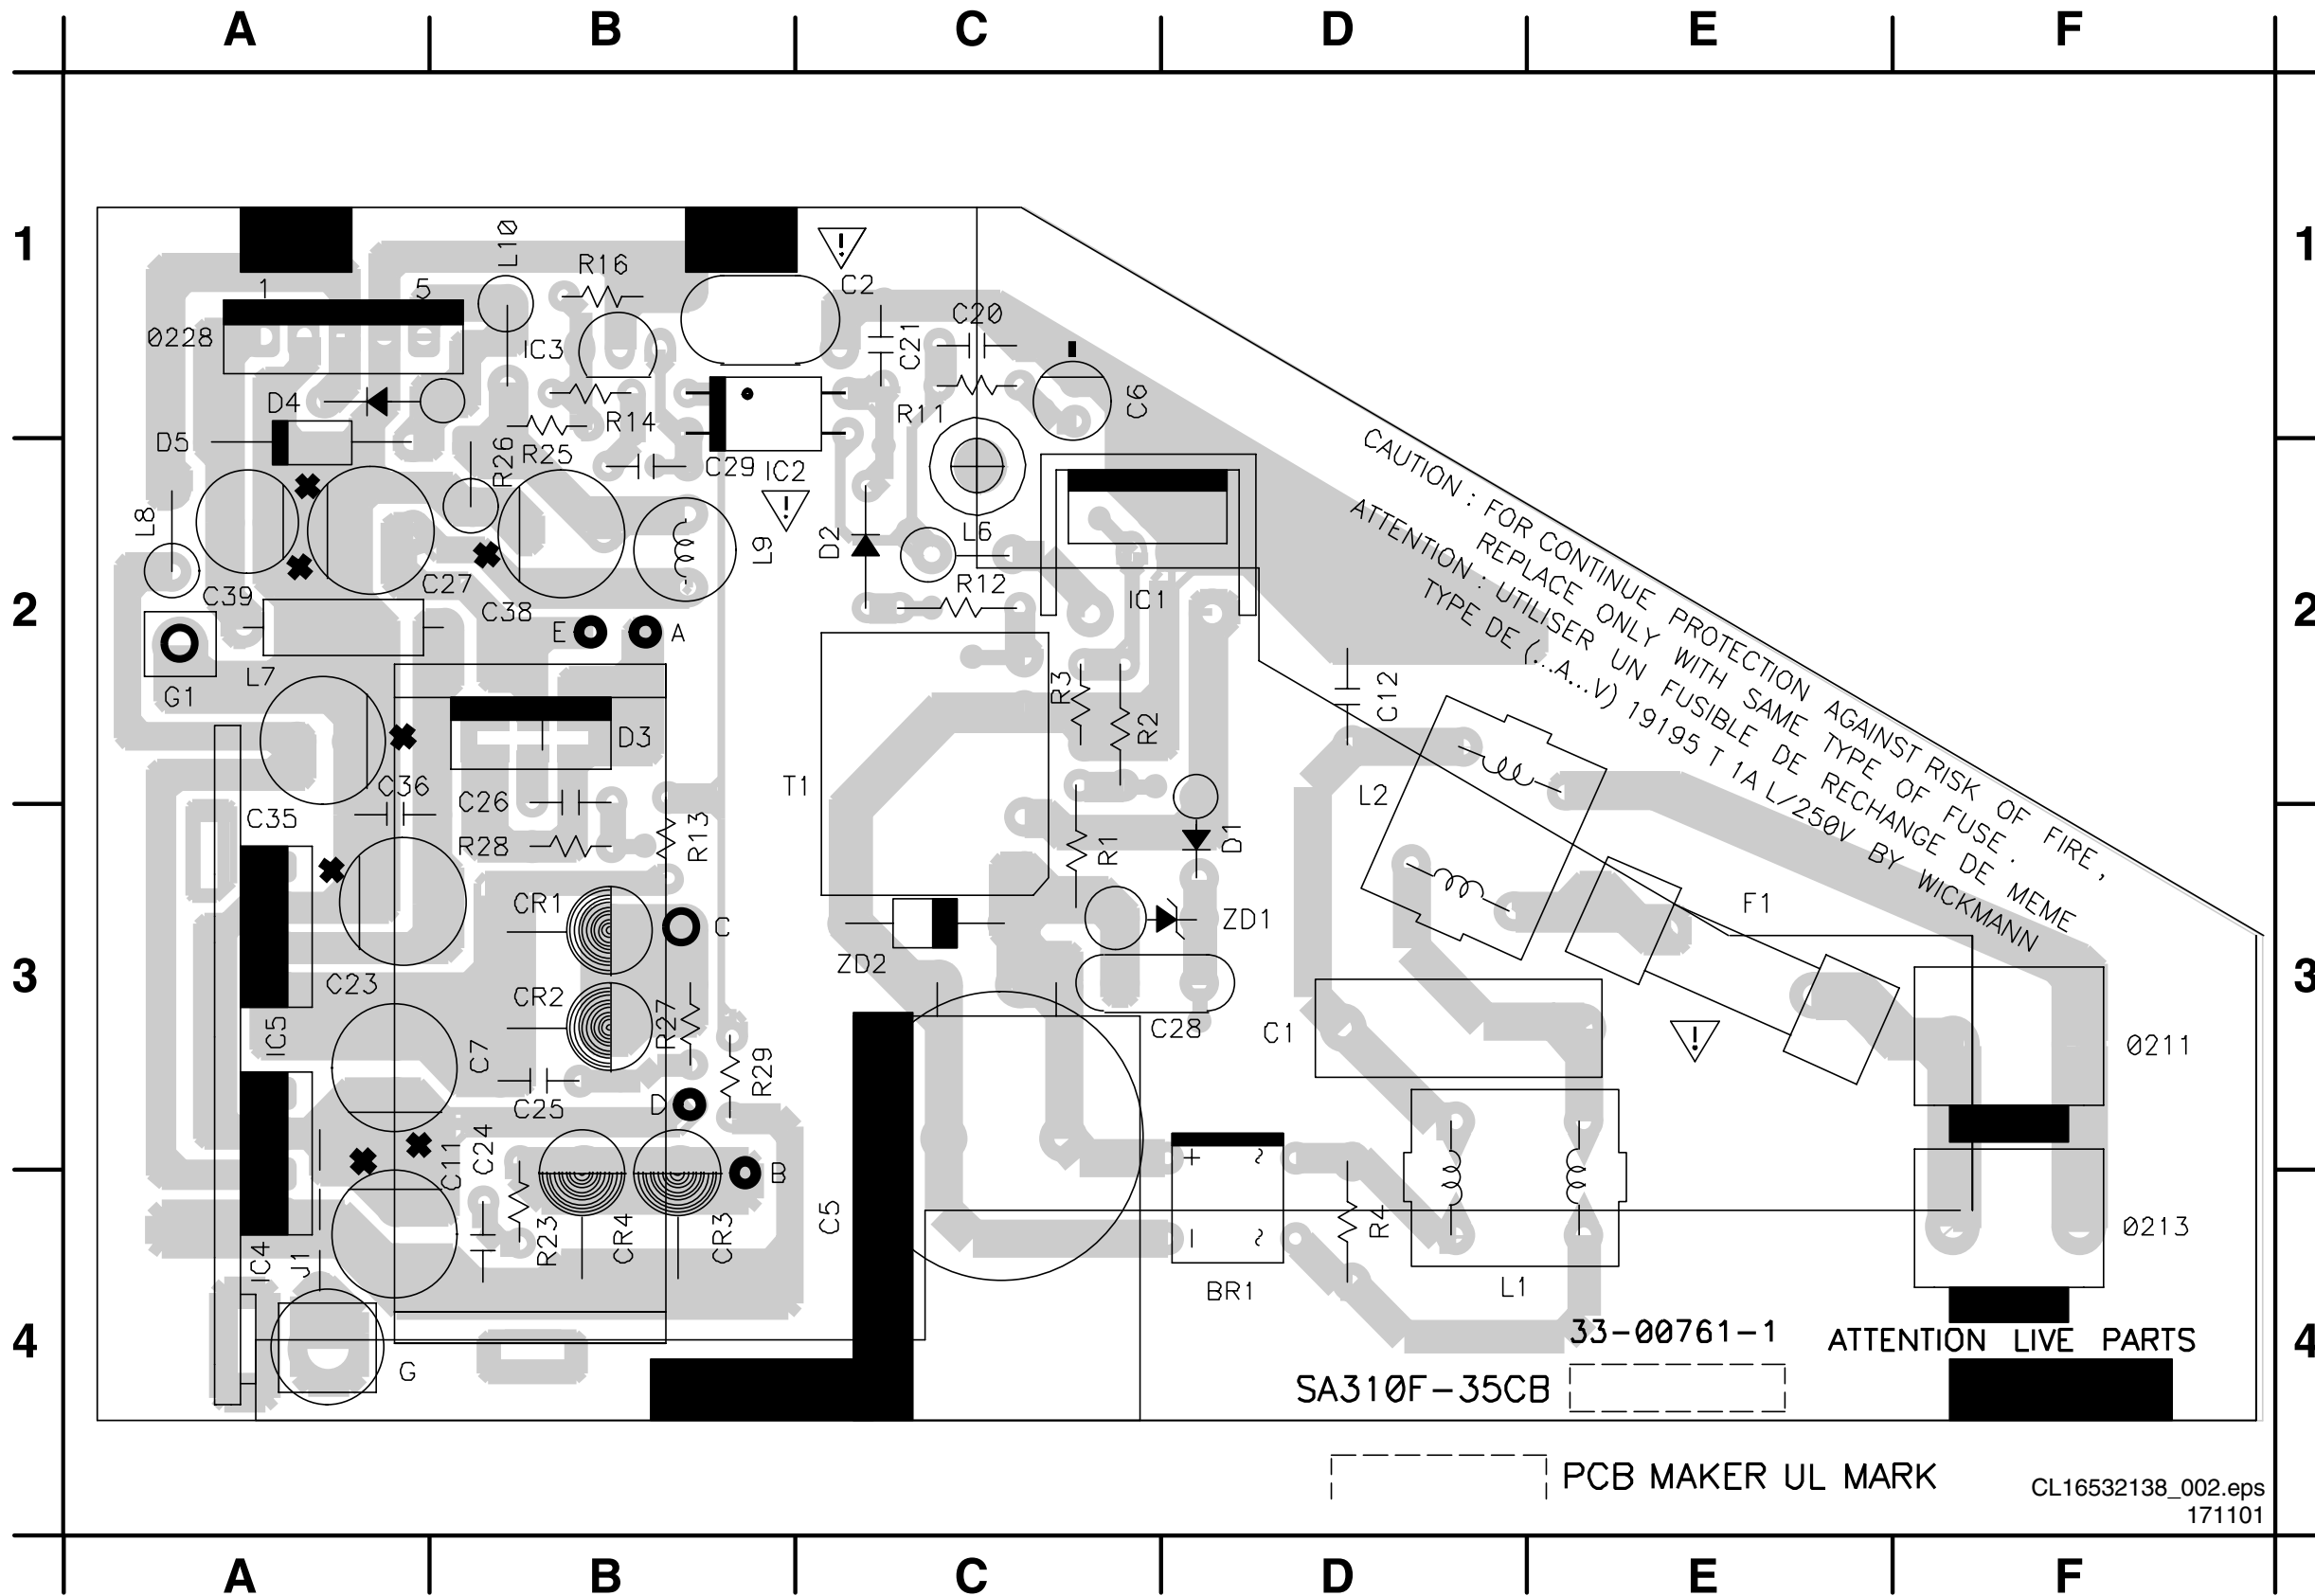 A B C D E F
1 1
L10
R16
C2
1 5
C20
0228
IC3
C21
D4
R11
C6
R14
D5
R25
R26
C29
IC2
CAUTION : FOR CONTINUE PROTECTION AGAINST RISK OF FIRE ,
REPLACE ONLY WITH SAME TYPE OF FUSE .
ATTENTION : UTILISER UN FUSIBLE DE RECHANGE DE MEME
TYPE DE (...A...V) 19195 T 1A L/250V BY WICKMANN
L8
L9
D2
L6
C39
C27
C38
R12
IC1
2 2
E A
L7
G1
D3
R3
R2
C12
T1
L2
C36
C26
C35
R28
R13
R1
D1
CR1
C
ZD1
F1
ZD2
C23
CR2
3 3
IC5
C7
R27
R29
C28
C1
0211
C25
D
C11
C24
B
+ ~
- ~
C5
R23
CR4
CR3
R4
0213
IC4
J1
BR1
L1
33-00761-1
ATTENTION LIVE PARTS
4 4
G
SA310F-35CB
PCB MAKER UL MARK
CL16532138_002.eps
171101
A B C D E F